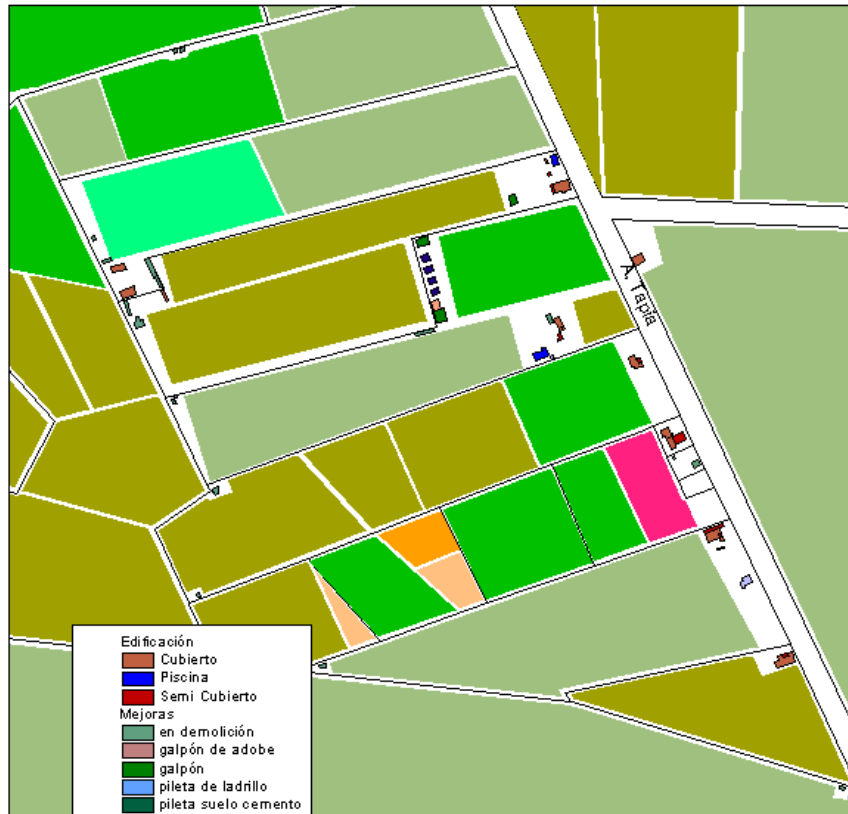 A. Tapia
Edificación
Cubierto
Piscina
Semi Cubierto
Mejoras
en demolición
galpón de adobe
galpón
pileta de ladrillo
pileta suelo cemento